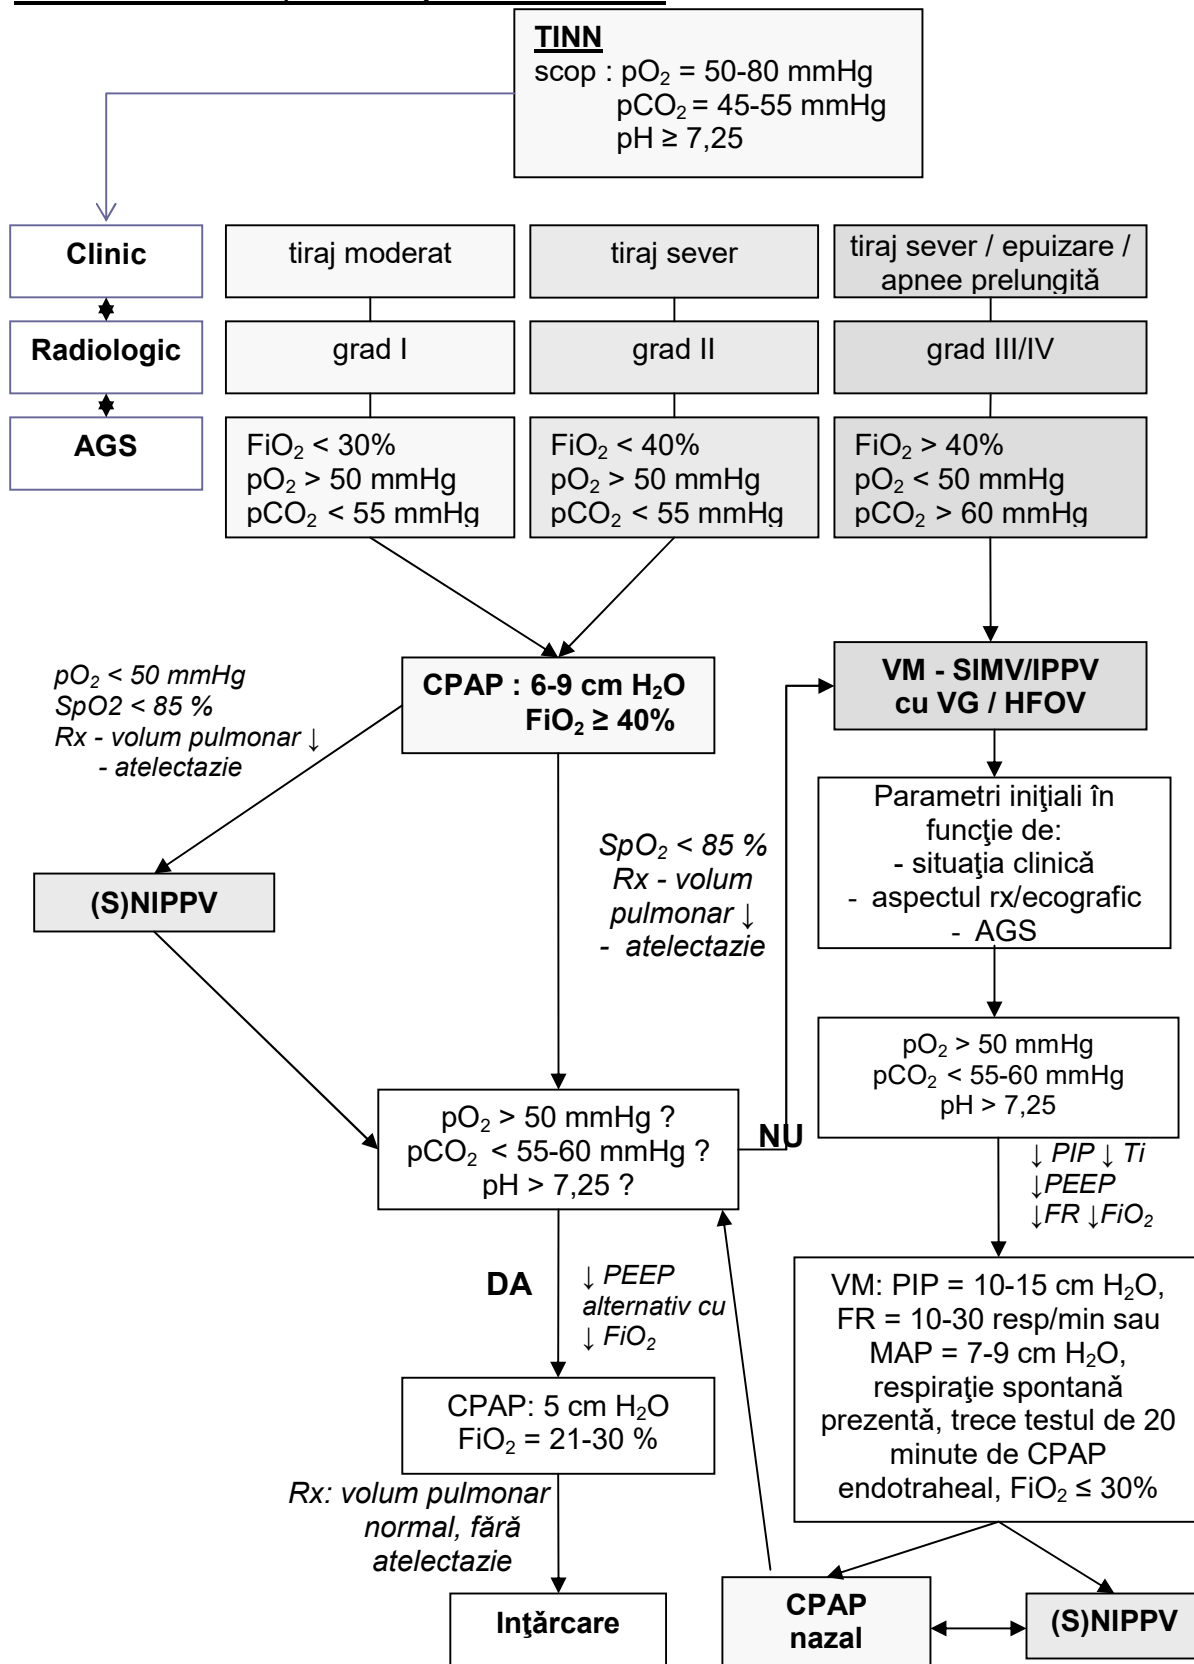 TINN
scop : pO₂ = 50-80 mmHg
pCO₂ = 45-55 mmHg
pH ≥ 7,25
Clinic
tiraj moderat
tiraj sever
tiraj sever / epuizare /
apnee prelungită
Radiologic
grad I
grad II
grad III/IV
AGS
FiO₂ < 30%
pO₂ > 50 mmHg
pCO₂ < 55 mmHg
FiO₂ < 40%
pO₂ > 50 mmHg
pCO₂ < 55 mmHg
FiO₂ > 40%
pO₂ < 50 mmHg
pCO₂ > 60 mmHg
pO₂ < 50 mmHg
SpO2 < 85 %
Rx - volum pulmonar ↓
- atelectazie
CPAP : 6-9 cm H₂O
FiO₂ ≥ 40%
VM - SIMV/IPPV
cu VG / HFOV
(S)NIPPV
SpO₂ < 85 %
Rx - volum
pulmonar ↓
- atelectazie
Parametri iniţiali în
funcţie de:
- situaţia clinică
- aspectul rx/ecografic
- AGS
pO₂ > 50 mmHg
pCO₂ < 55-60 mmHg
pH > 7,25
pO₂ > 50 mmHg ?
pCO₂ < 55-60 mmHg ?
pH > 7,25 ?
NU
↓ PIP ↓ Ti
↓PEEP
↓FR ↓FiO₂
DA
↓ PEEP
alternativ cu
↓ FiO₂
VM: PIP = 10-15 cm H₂O,
FR = 10-30 resp/min sau
MAP = 7-9 cm H₂O,
respiraţie spontană
prezentă, trece testul de 20
minute de CPAP
endotraheal, FiO₂ ≤ 30%
CPAP: 5 cm H₂O
FiO₂ = 21-30 %
Rx: volum pulmonar
normal, fără
atelectazie
Inţărcare
CPAP
nazal
(S)NIPPV